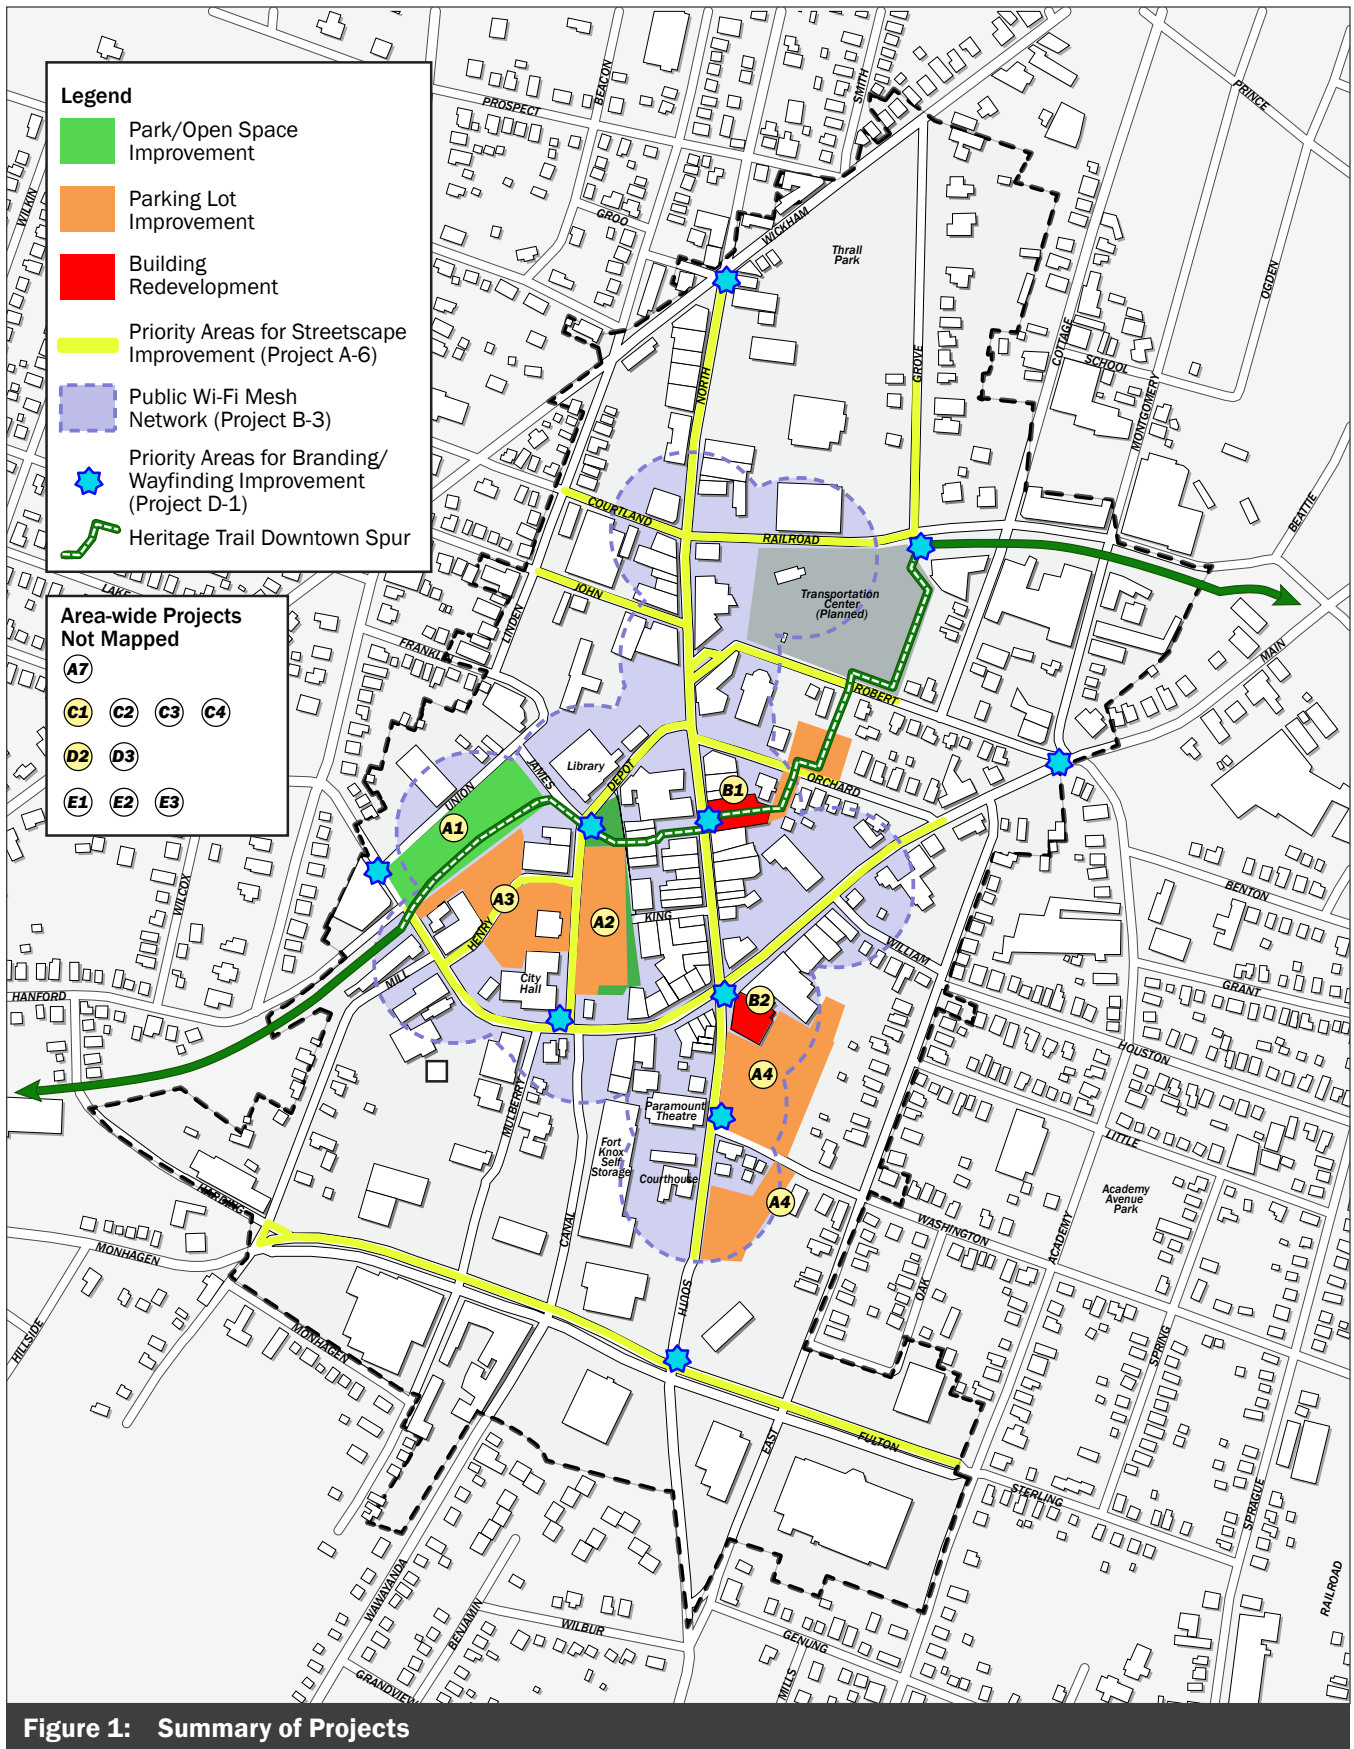 Legend
Park/Open Space
Improvement
Parking Lot
Improvement
Building
Redevelopment
Priority Areas for Streetscape
Improvement (Project A-6)
Public Wi-Fi Mesh
Network (Project B-3)
Priority Areas for Branding/
Wayfinding Improvement
(Project D-1)
Heritage Trail Downtown Spur
Area-wide Projects
Not Mapped
A7
C1 C2 C3 C4
D2 D3
E1 E2 E3
PROSPECT
BEACON
SMITH
PRINCE
WILKIN
GROO
WICKHAM
Thrall
Park
OGDEN
COTTAGE
SCHOOL
MONTGOMERY
GROVE
NORTH
COURTLAND
RAILROAD
BEATTIE
LAKE
JOHN
LINDEN
Transportation
Center
(Planned)
FRANKLIN
MAIN
ROBERT
Library
JAMES
DEPOT
UNION
ORCHARD
B1
A1
WILCOX
BENTON
A3
A2
KING
HENRY
WILLIAM
MILL
City
Hall
HANFORD
GRANT
B2
HOUSTON
A4
MULBERRY
Paramount
Theatre
LITTLE
Fort
Knox
Self
Storage
Courthouse
A4
Academy
Avenue
Park
HARDING
WASHINGTON
ACADEMY
CANAL
MONHAGEN
OAK
SOUTH
HILLSIDE
MONHAGEN
SPRING
EAST
FULTON
STERLING
SPRAGUE
WAWAYANDA
BENJAMIN
WILBUR
GENUNG
RAILROAD
MILLS
GRANDVIEW
Figure 1: Summary of Projects